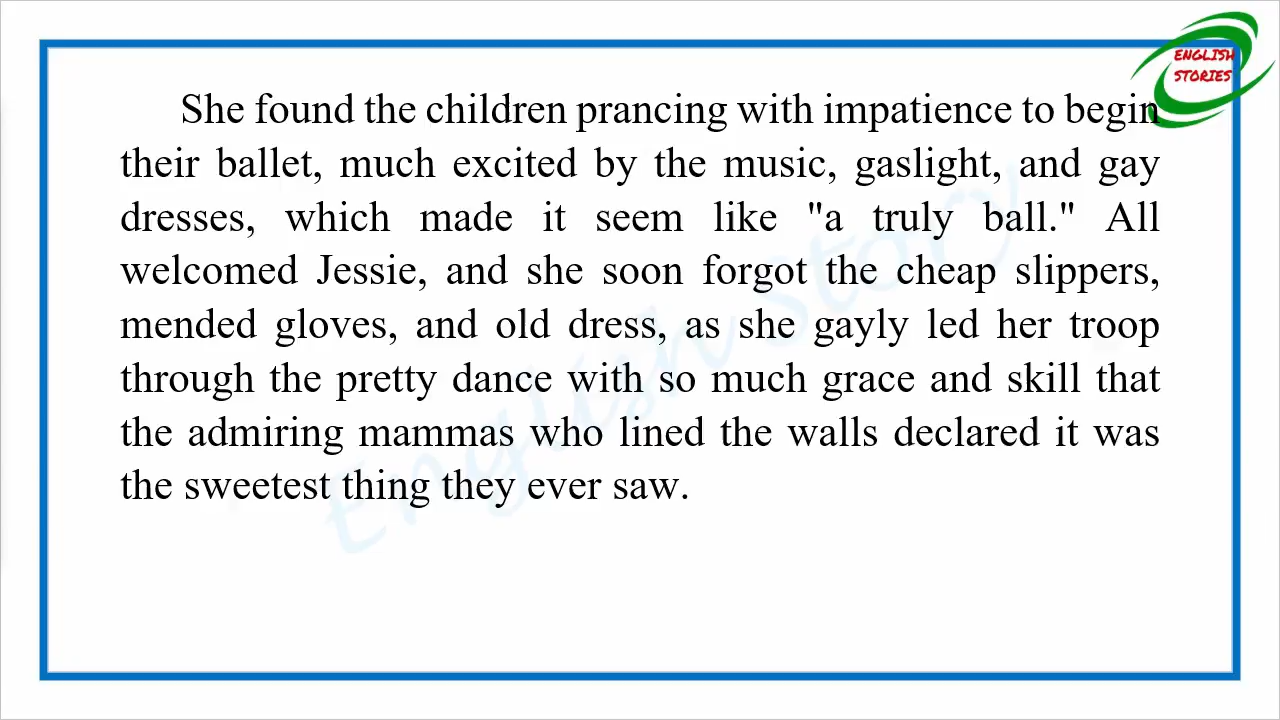 ENGLISH
STORIES
She found the children prancing with impatience to begin
their ballet, much excited by the music, gaslight, and gay
dresses, which made it seem like "a truly ball." All
welcomed Jessie, and she soon forgot the cheap slippers,
mended gloves, and old dress, as she gayly led her troop
through the pretty dance with so much grace and skill that
the admiring mammas who lined the walls declared it was
the sweetest thing they ever saw.
English Story